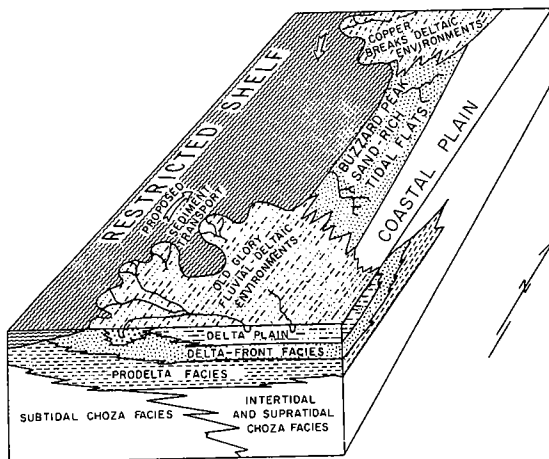 COPPER
BREAKS DELTAIC
ENVIRONMENTS
BUZZARD PEAK
SAND-RICH
TIDAL FLATS
COASTAL PLAIN
RESTRICTED SHELF
PROPOSED
SEDIMENT
TRANSPORT
OLD GLORY
FLUVIAL DELTAIC
ENVIRONMENTS
N
DELTA PLAIN
DELTA-FRONT FACIES
PRODELTA FACIES
SUBTIDAL CHOZA FACIES
INTERTIDAL
AND SUPRATIDAL
CHOZA FACIES